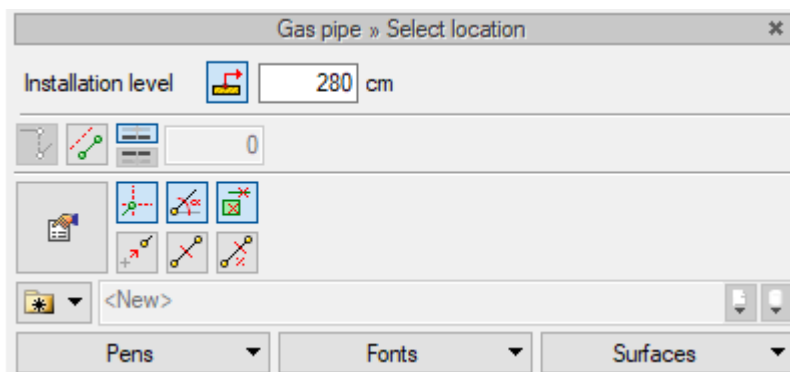 Gas pipe » Select location
Installation level 280 cm
0
<New>
Pens Fonts Surfaces